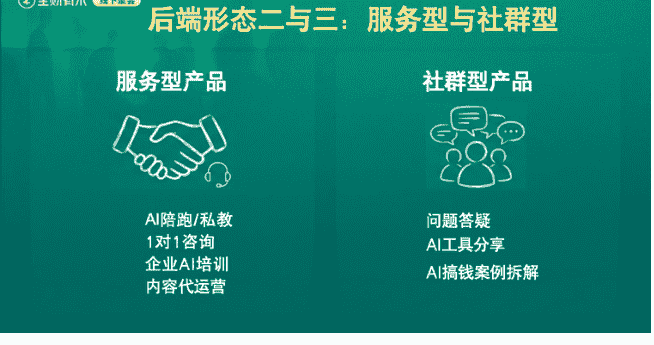 后端形态二与三：服务型与社群型
服务型产品
AI陪跑/私教
1对1咨询
企业AI培训
内容代运营
社群型产品
问题答疑
AI工具分享
AI搞钱案例拆解